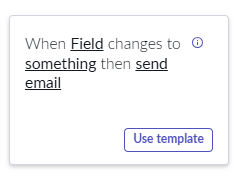 When Field changes to
something then send
email
Use template